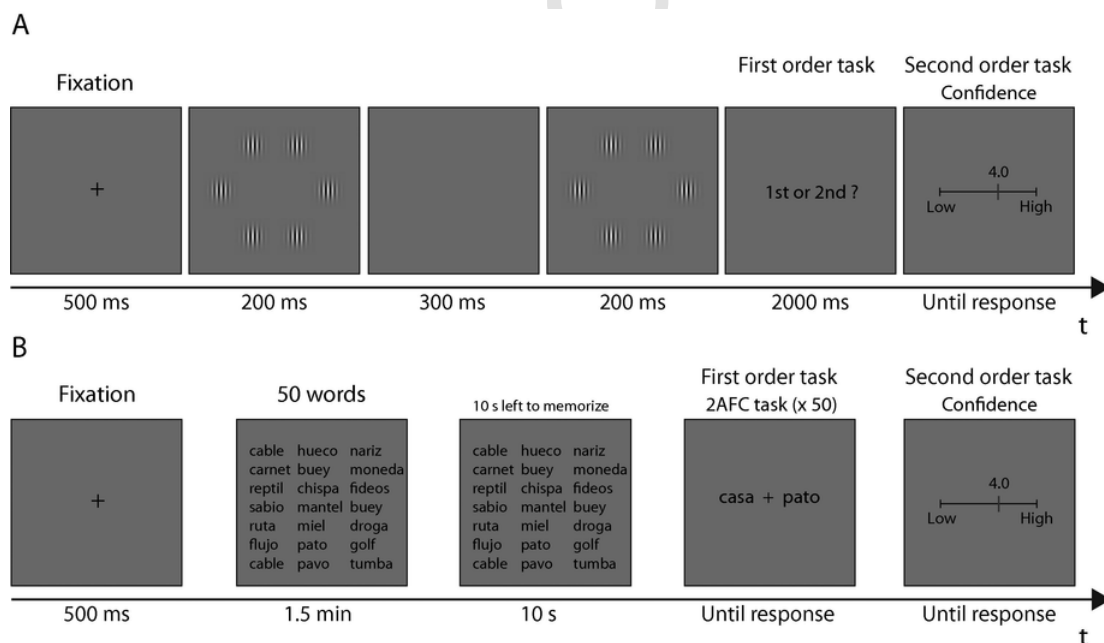 A
First order task Second order task
Fixation Confidence
+ 1st or 2nd ? 4.0
Low High
500 ms 200 ms 300 ms 200 ms 2000 ms Until response
t
B
First order task Second order task
Fixation 50 words 10 s left to memorize 2AFC task (x 50) Confidence
cable hueco nariz cable hueco nariz
carnet buey moneda carnet buey moneda
reptil chispa fideos reptil chispa fideos 4.0
+ sabio mantel buey sabio mantel buey casa + pato
ruta miel droga ruta miel droga Low High
flujo pato golf flujo pato golf
cable pavo tumba cable pavo tumba
500 ms 1.5 min 10 s Until response Until response
t